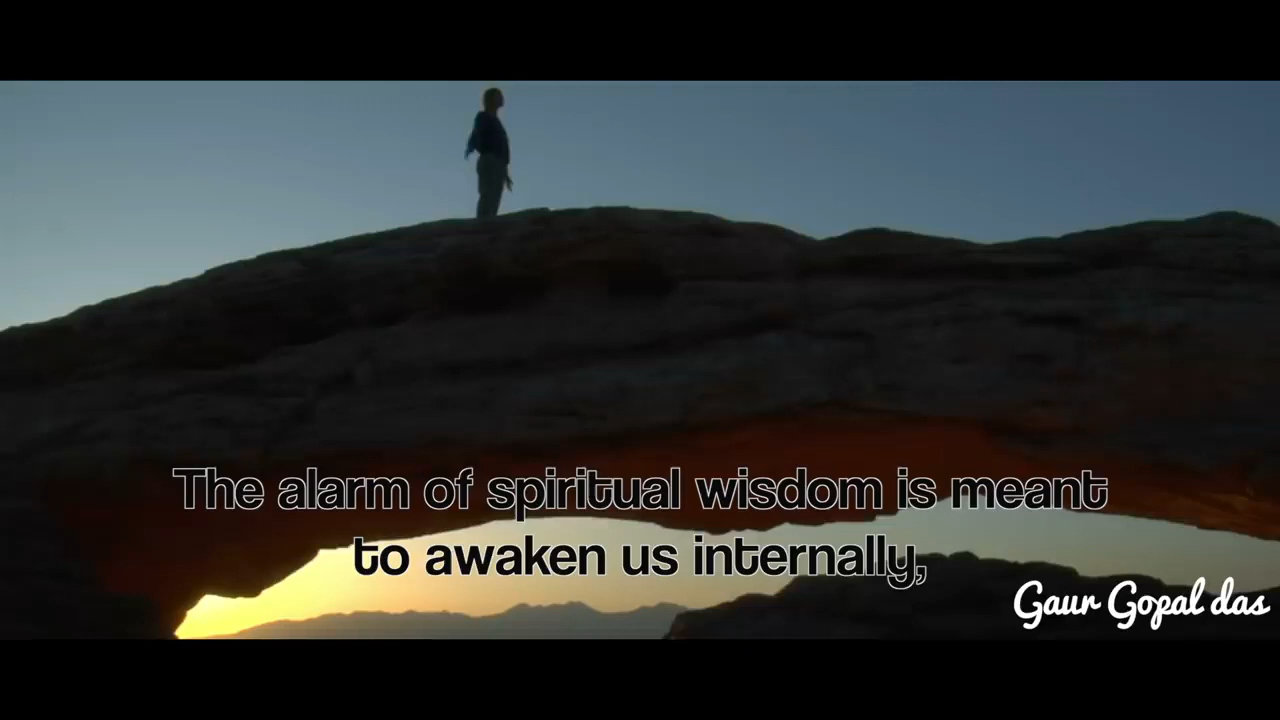 The alarm of spiritual wisdom is meant
to awaken us internally,
Gaur Gopal das